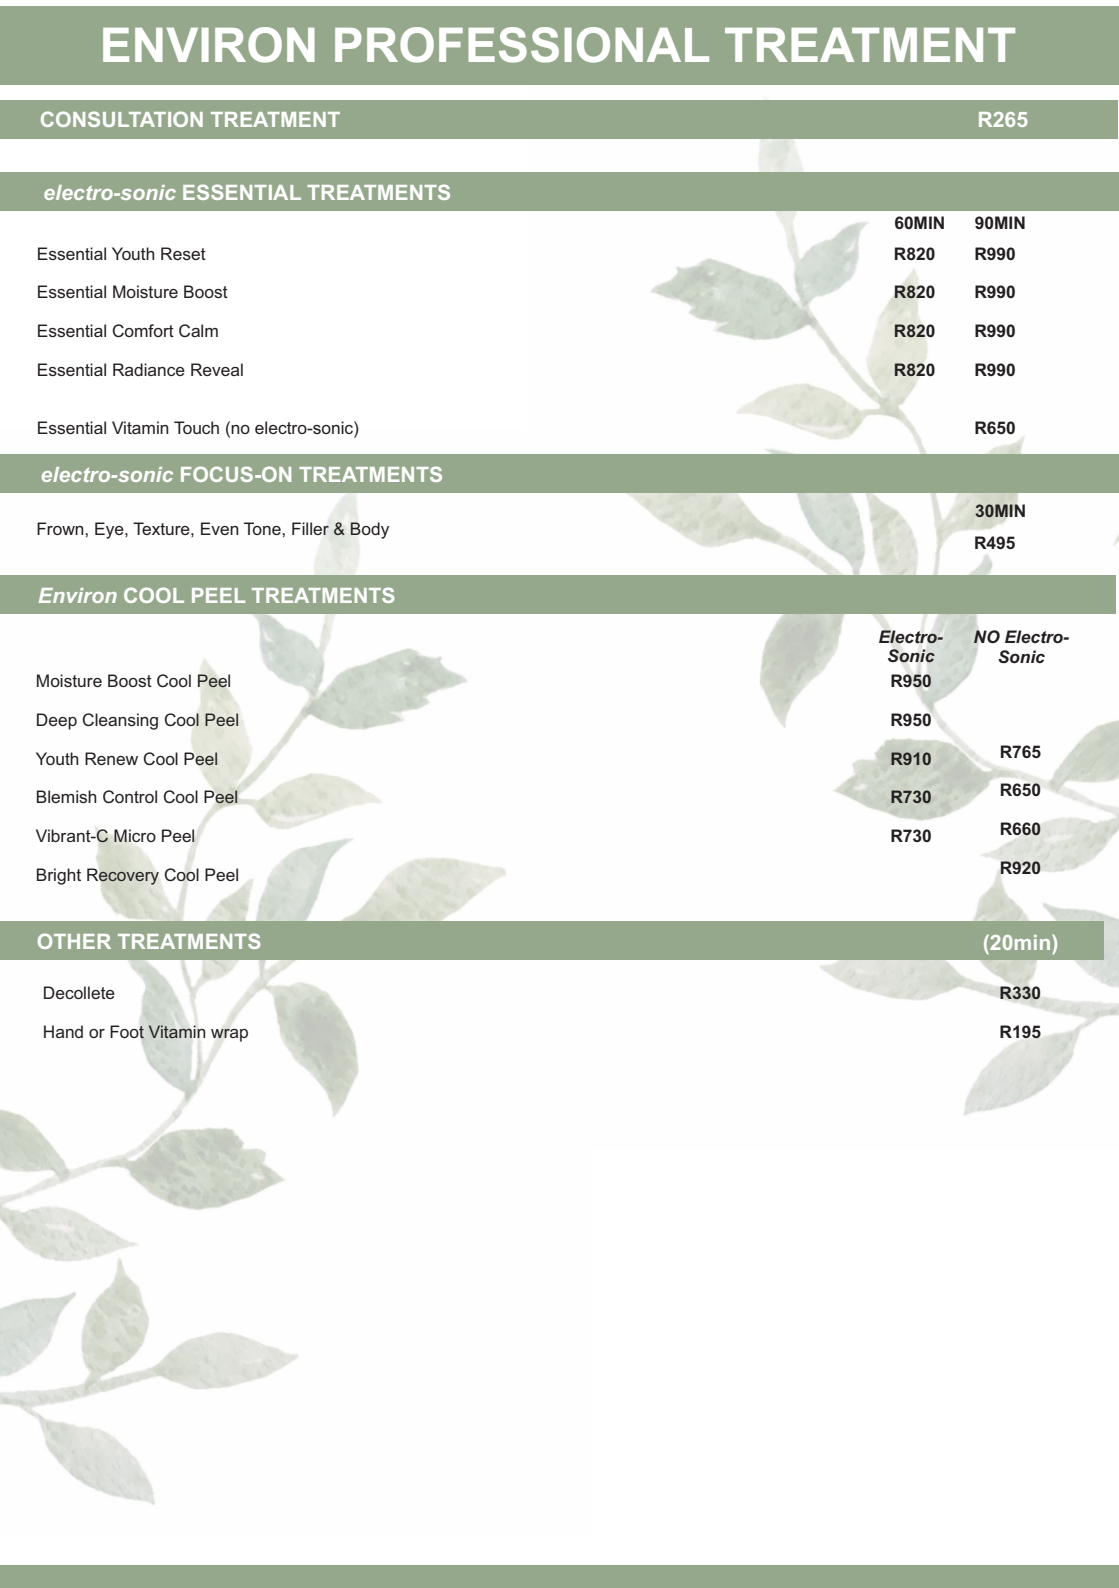 ENVIRON PROFESSIONAL TREATMENT
CONSULTATION TREATMENT R265
electro-sonic ESSENTIAL TREATMENTS
60MIN 90MIN
Essential Youth Reset R820 R990
Essential Moisture Boost R820 R990
Essential Comfort Calm R820 R990
Essential Radiance Reveal R820 R990
Essential Vitamin Touch (no electro-sonic) R650
electro-sonic FOCUS-ON TREATMENTS
30MIN
Frown, Eye, Texture, Even Tone, Filler & Body
R495
Environ COOL PEEL TREATMENTS
Electro- NO Electro-
Sonic Sonic
Moisture Boost Cool Peel R950
Deep Cleansing Cool Peel R950
Youth Renew Cool Peel R910 R765
Blemish Control Cool Peel R730 R650
Vibrant-C Micro Peel R730 R660
Bright Recovery Cool Peel R920
OTHER TREATMENTS (20min)
Decollete R330
Hand or Foot Vitamin wrap R195